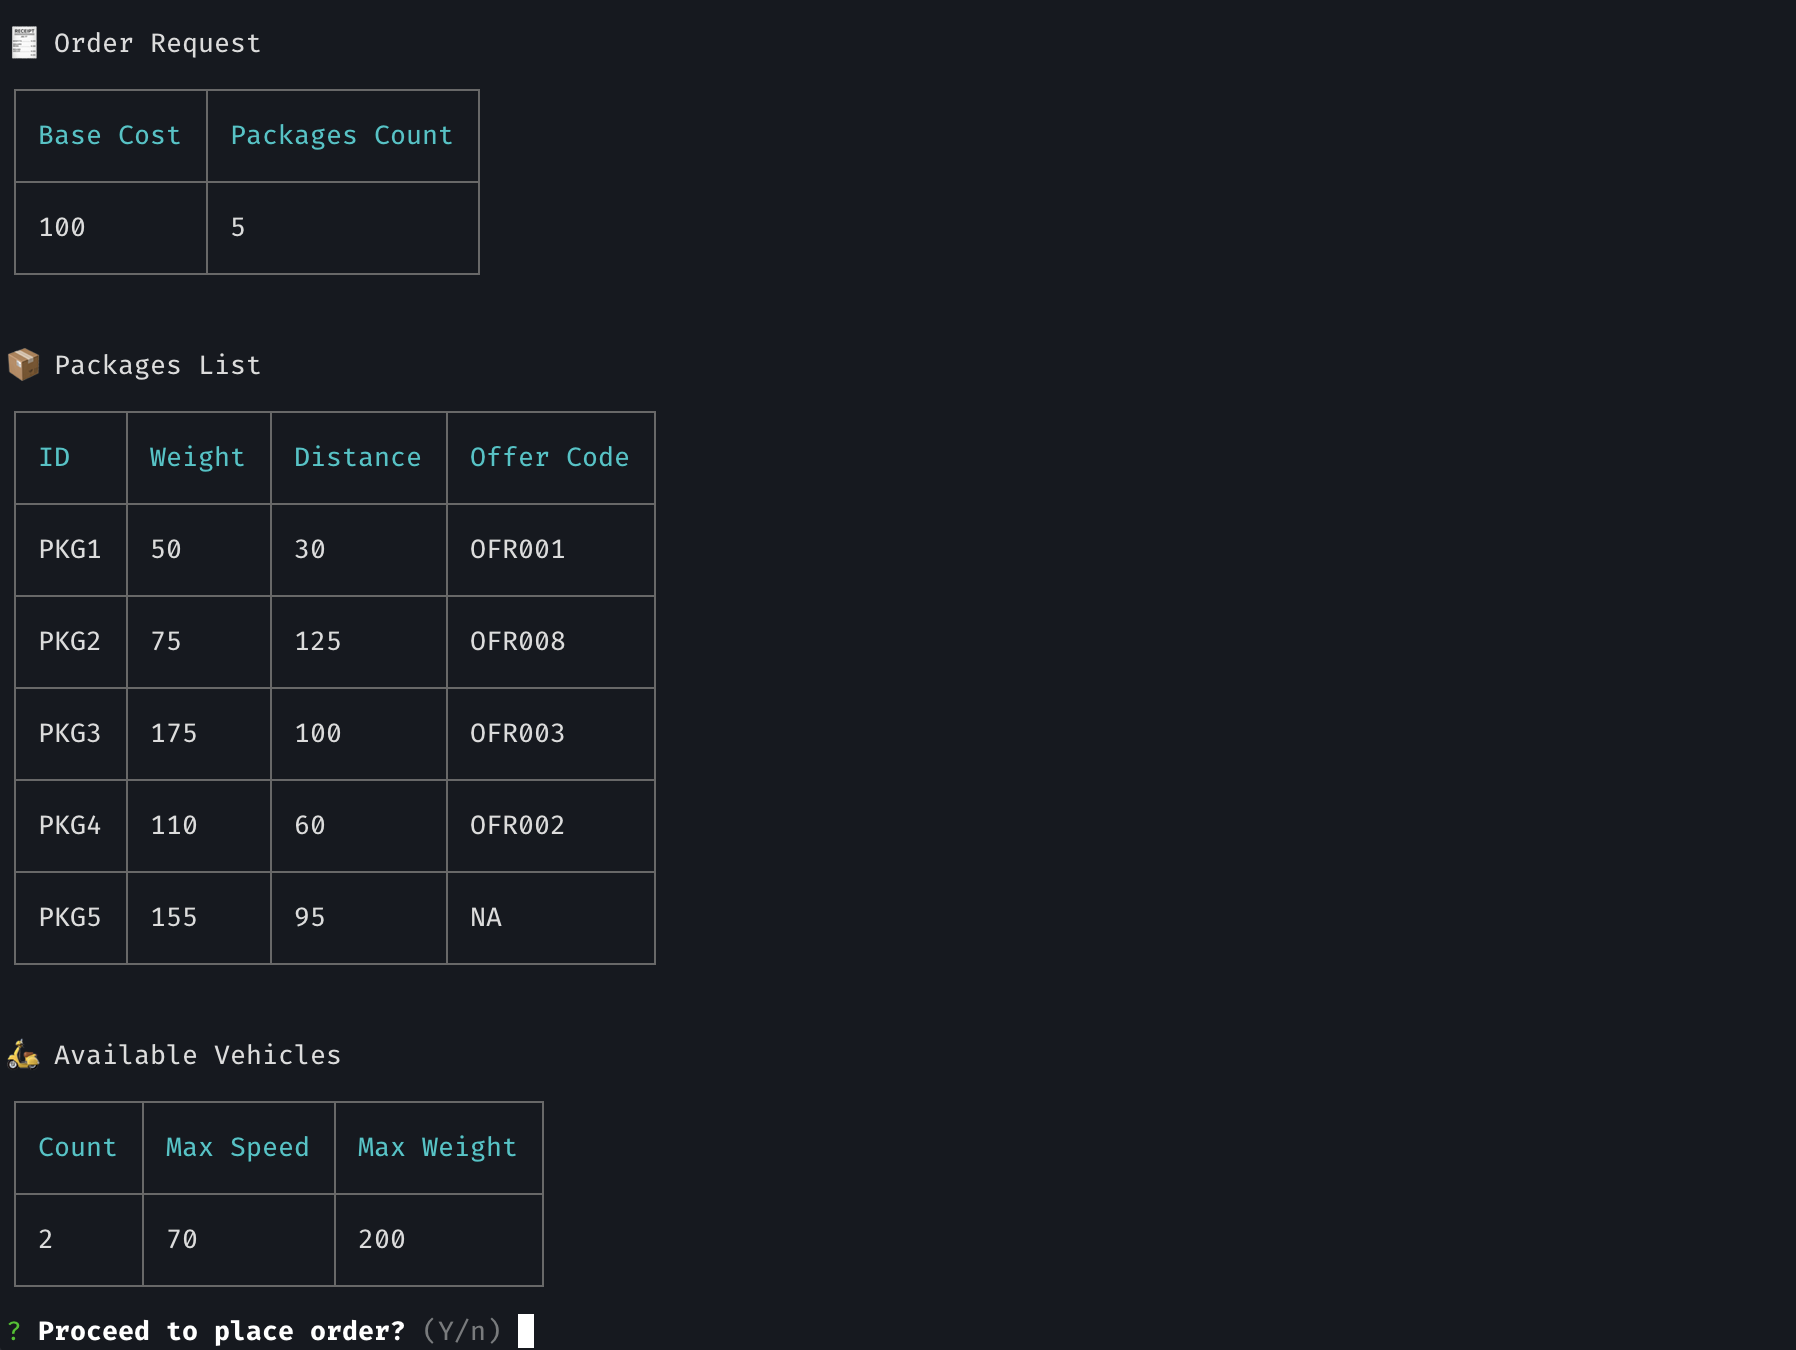 Order Request
Base Cost Packages Count
100 5
Packages List
ID Weight Distance Offer Code
PKG1 50 30 OFR001
PKG2 75 125 OFR008
PKG3 175 100 OFR003
PKG4 110 60 OFR002
PKG5 155 95 NA
Available Vehicles
Count Max Speed Max Weight
2 70 200
? Proceed to place order? (Y/n)